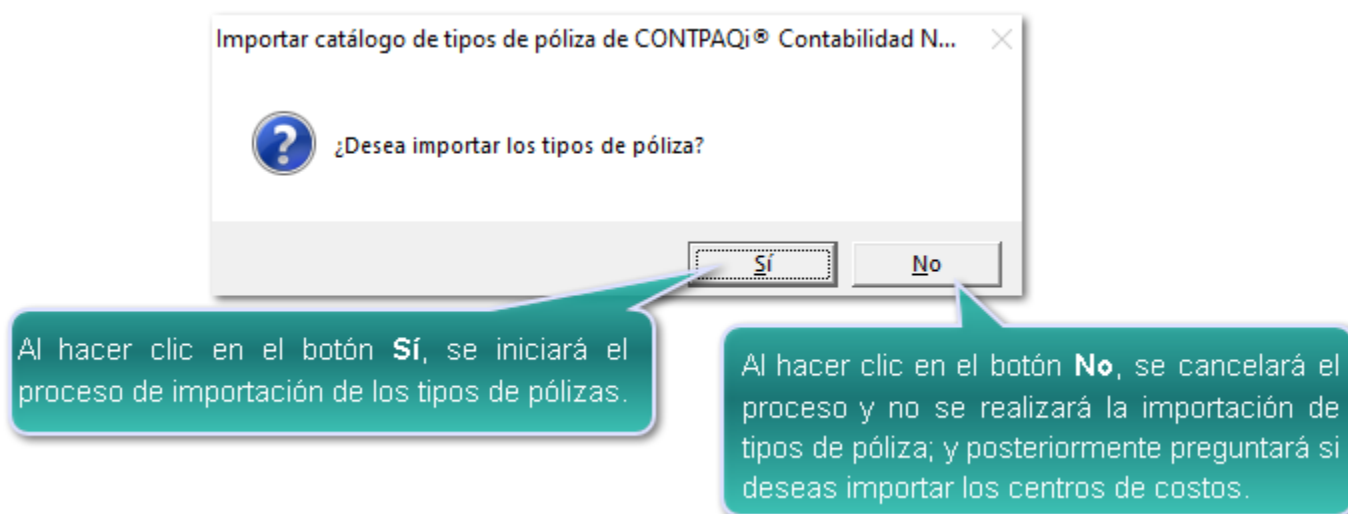 Importar catálogo de tipos de póliza de CONTPAQi® Contabilidad N...
¿Desea importar los tipos de póliza?
Sí
No
Al hacer clic en el botón Sí, se iniciará el
proceso de importación de los tipos de pólizas.
Al hacer clic en el botón No, se cancelará el
proceso y no se realizará la importación de
tipos de póliza; y posteriormente preguntará si
deseas importar los centros de costos.